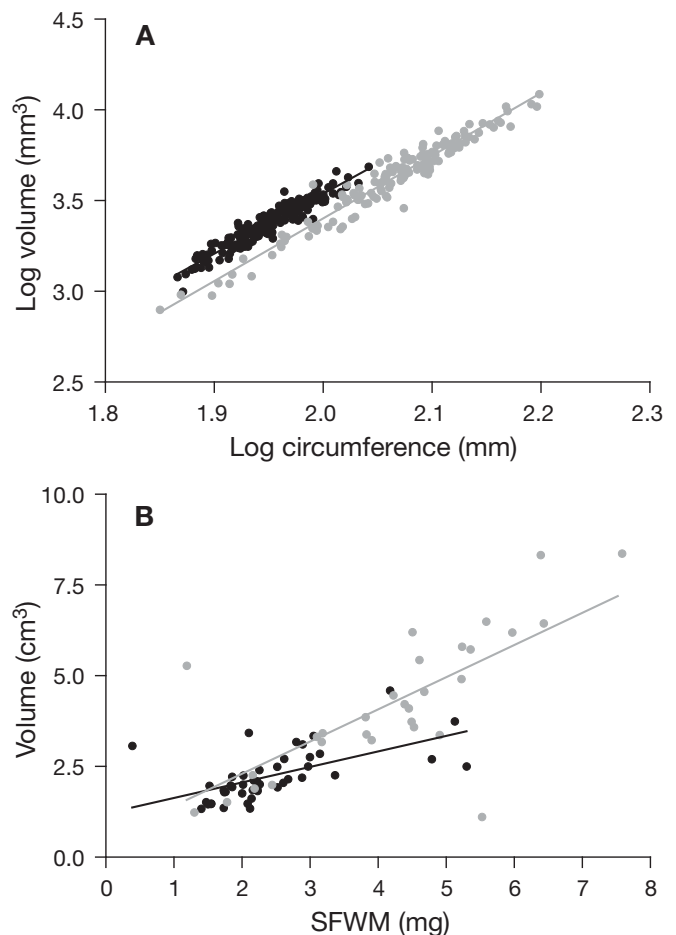 A
4.5
4.0
3.5
3.0
2.5
Log volume (mm³)
1.8 1.9 2.0 2.1 2.2 2.3
Log circumference (mm)
B
10.0
7.5
5.0
2.5
0.0
Volume (cm³)
0 1 2 3 4 5 6 7 8
SFWM (mg)